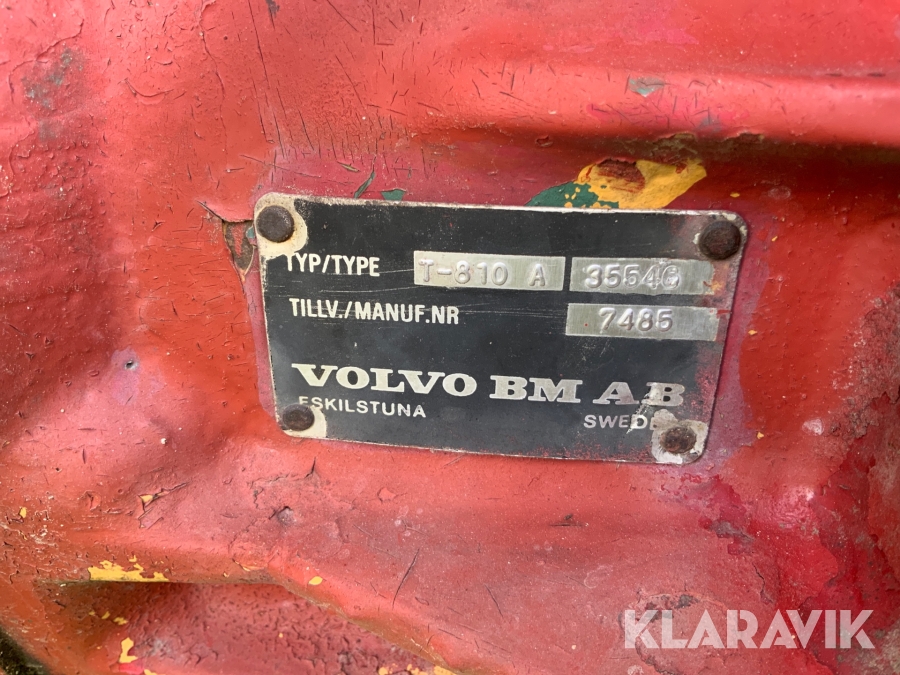 TYP/TYPE T-810 A 35546
TILLV./MANUF.NR 7485
VOLVO BM AB
ESKILSTUNA SWEDEN
KLARAVIK